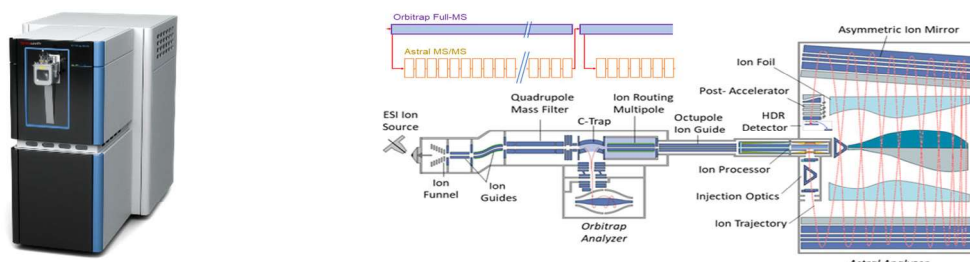 Orbitrap Full-MS
Astral MS/MS
Asymmetric Ion Mirror
Ion Foil
Post- Accelerator
HDR
Detector
Quadrupole
Mass Filter
Ion Routing
Multipole
C-Trap
Octupole
Ion Guide
ESI Ion
Source
Ion
Funnel
Ion
Guides
Ion Processor
Injection Optics
Ion Trajectory
Orbitrap
Analyzer